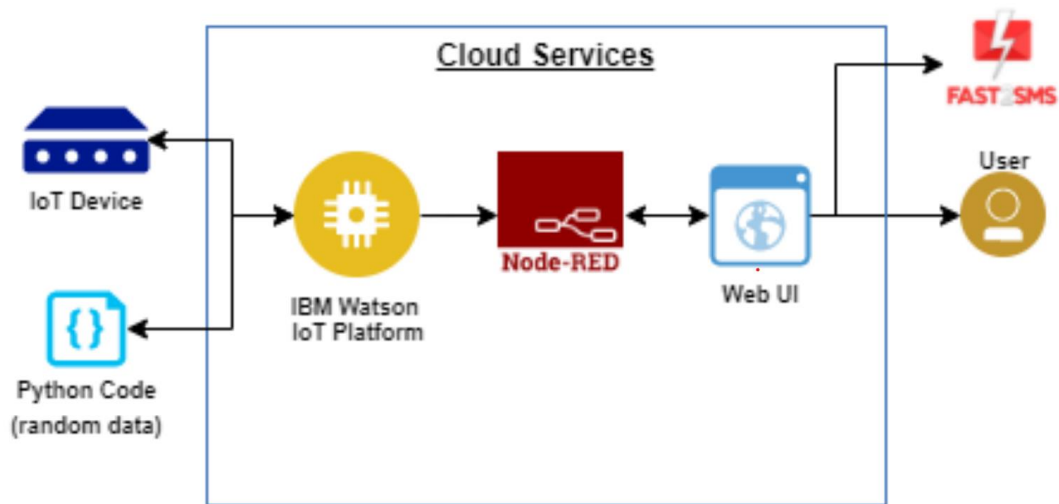 Cloud Services
FAST2SMS
IoT Device
User
Node-RED
IBM Watson
IoT Platform
Web UI
Python Code
(random data)